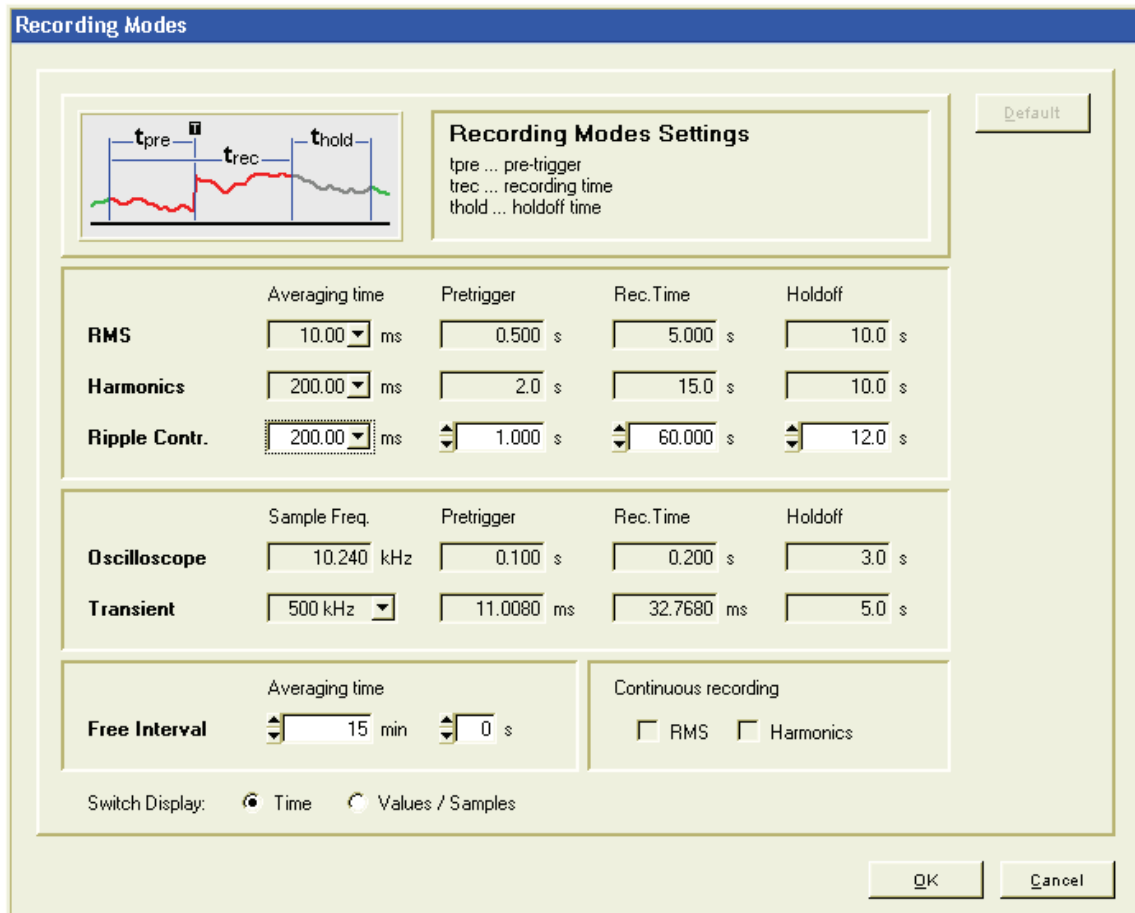 Recording Modes
tpre T trec thold
Recording Modes Settings
tpre ... pre-trigger
trec ... recording time
thold ... holdoff time
Default
Averaging time Pretrigger Rec.Time Holdoff
RMS 10.00 ms 0.500 s 5.000 s 10.0 s
Harmonics 200.00 ms 2.0 s 15.0 s 10.0 s
Ripple Contr. 200.00 ms 1.000 s 60.000 s 12.0 s
Sample Freq. Pretrigger Rec.Time Holdoff
Oscilloscope 10.240 kHz 0.100 s 0.200 s 3.0 s
Transient 500 kHz 11.0080 ms 32.7680 ms 5.0 s
Averaging time
Free Interval 15 min 0 s
Continuous recording
RMS Harmonics
Switch Display: Time Values / Samples
OK Cancel